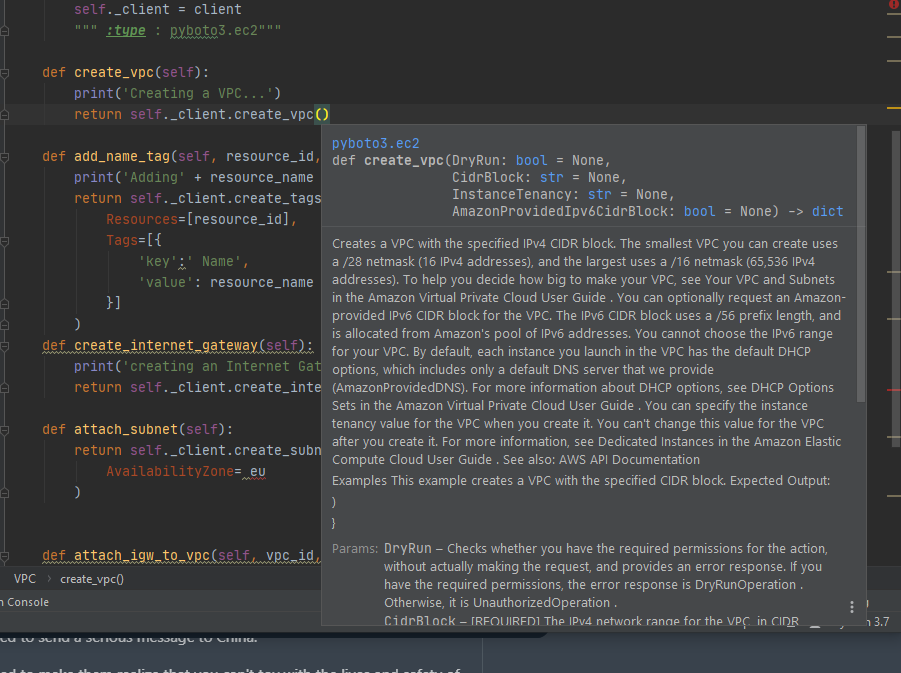 self._client = client
""" :type : pyboto3.ec2"""
def create_vpc(self):
print('Creating a VPC...')
return self._client.create_vpc()
def add_name_tag(self, resource_id,
print('Adding' + resource_name
return self._client.create_tags
Resources=[resource_id],
Tags=[{
'key':' Name',
'value': resource_name
}]
)
def create_internet_gateway(self):
print('creating an Internet Gat
return self._client.create_inte
def attach_subnet(self):
return self._client.create_subn
AvailabilityZone=_eu
)
def attach_igw_to_vpc(self, vpc_id,
pyboto3.ec2
def create_vpc(DryRun: bool = None,
CidrBlock: str = None,
InstanceTenancy: str = None,
AmazonProvidedIpv6CidrBlock: bool = None) -> dict
Creates a VPC with the specified IPv4 CIDR block. The smallest VPC you can create uses
a /28 netmask (16 IPv4 addresses), and the largest uses a /16 netmask (65,536 IPv4
addresses). To help you decide how big to make your VPC, see Your VPC and Subnets
in the Amazon Virtual Private Cloud User Guide . You can optionally request an Amazon-
provided IPv6 CIDR block for the VPC. The IPv6 CIDR block uses a /56 prefix length, and
is allocated from Amazon's pool of IPv6 addresses. You cannot choose the IPv6 range
for your VPC. By default, each instance you launch in the VPC has the default DHCP
options, which includes only a default DNS server that we provide
(AmazonProvidedDNS). For more information about DHCP options, see DHCP Options
Sets in the Amazon Virtual Private Cloud User Guide . You can specify the instance
tenancy value for the VPC when you create it. You can't change this value for the VPC
after you create it. For more information, see Dedicated Instances in the Amazon Elastic
Compute Cloud User Guide . See also: AWS API Documentation
Examples This example creates a VPC with the specified CIDR block. Expected Output:
)
}
Params: DryRun – Checks whether you have the required permissions for the action,
without actually making the request, and provides an error response. If you
have the required permissions, the error response is DryRunOperation .
Otherwise, it is UnauthorizedOperation .
CidrBlock – [REQUIRED] The IPv4 network range for the VPC, in CIDR
VPC › create_vpc()
n Console
3.7
ed to send a serious message to China.
ed to make them realize that you can't toy with the lives and safety of